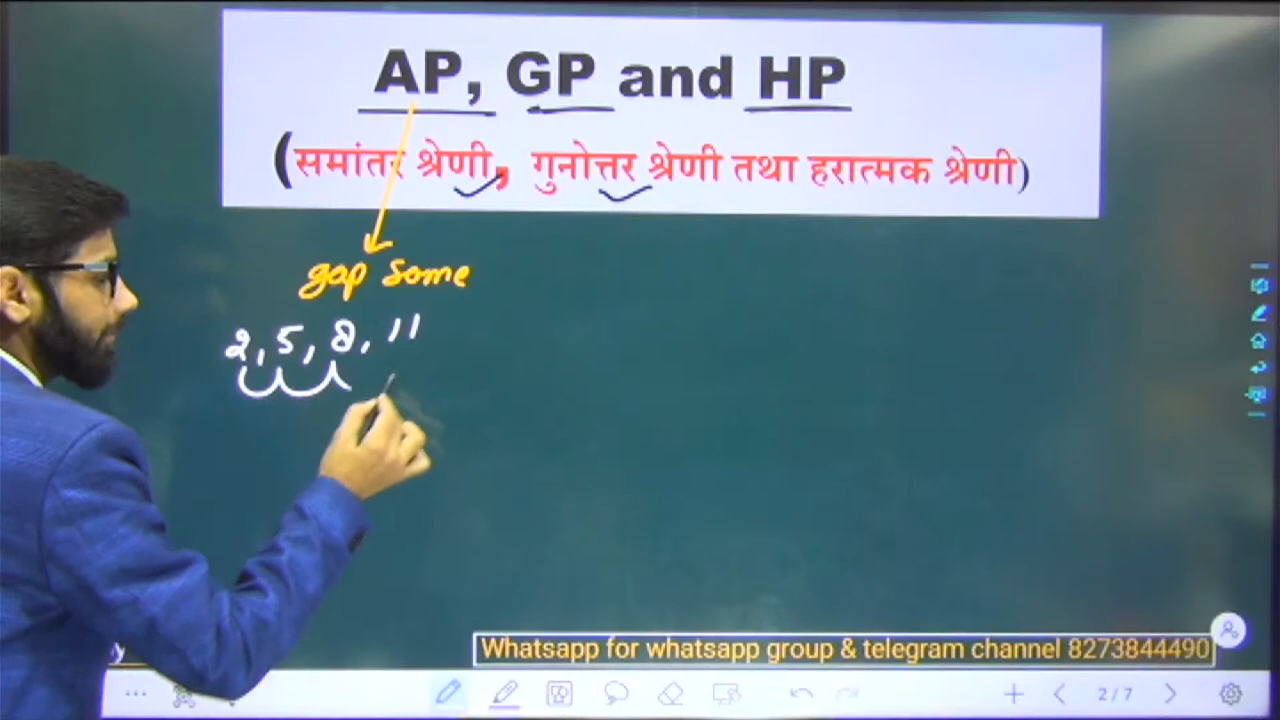 AP, GP and HP
(समांतर श्रेणी, गुनोत्तर श्रेणी तथा हरात्मक श्रेणी)
gap Same
2, 5, 8, 11
Whatsapp for whatsapp group & telegram channel 8273844490
2/7